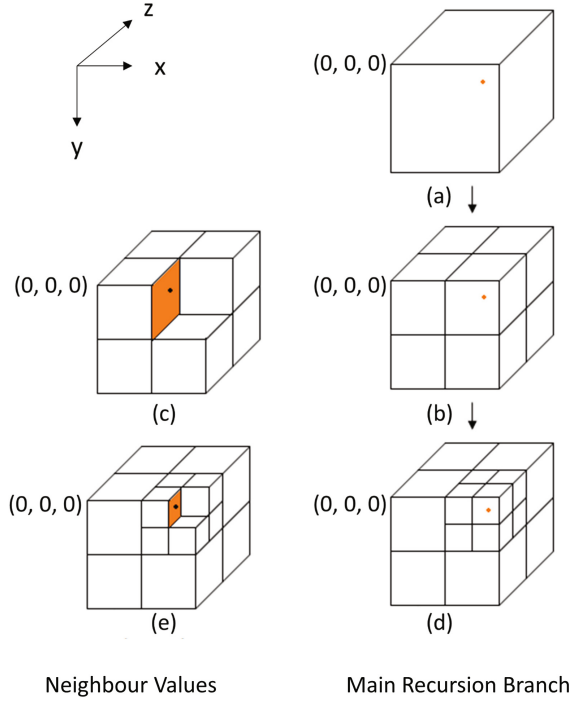 z
x
y
(0, 0, 0)
(a)
(0, 0, 0)
(0, 0, 0)
(c)
(b)
(0, 0, 0)
(0, 0, 0)
(e)
(d)
Neighbour Values
Main Recursion Branch